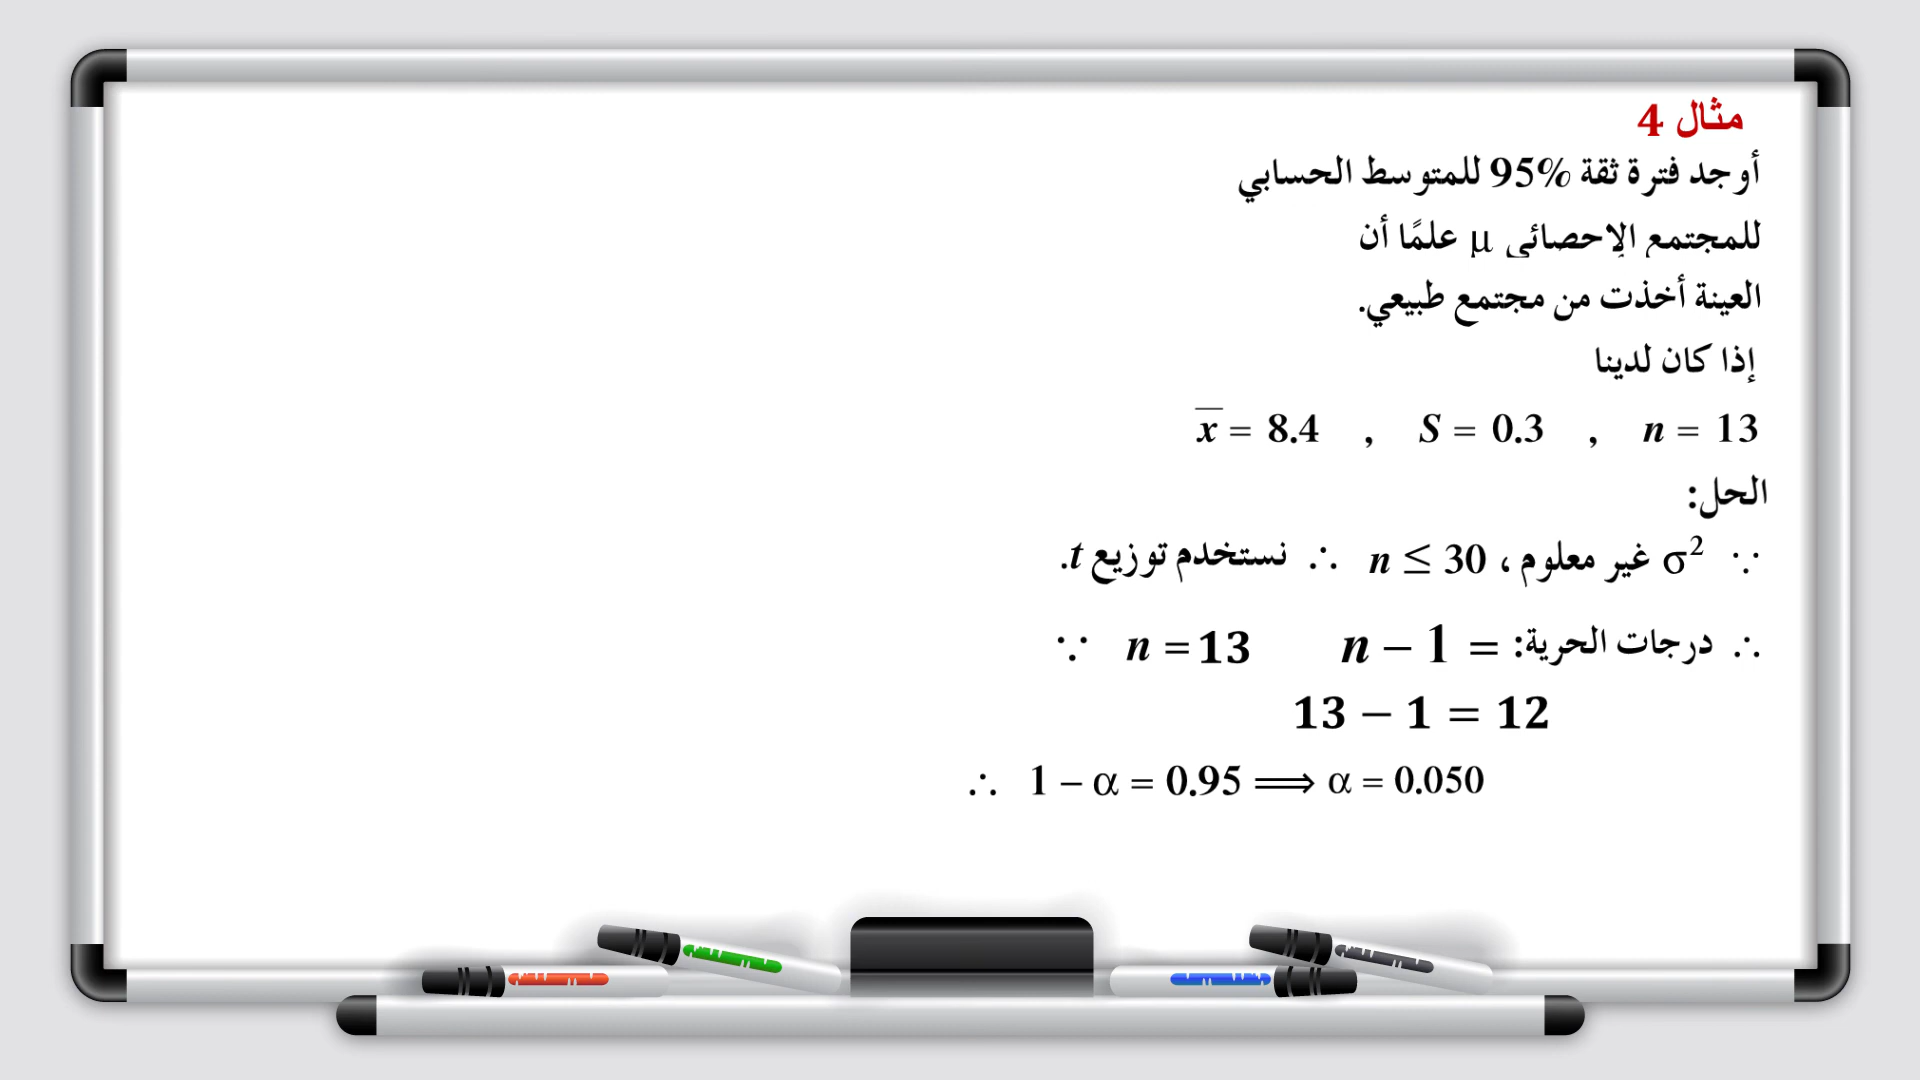 مثال 4
أوجد فترة ثقة 95% للمتوسط الحسابي
للمجتمع الإحصائي µ علمًا أن
العينة أخذت من مجتمع طبيعي.
إذا كان لدينا
x̅ = 8.4 , S = 0.3 , n = 13
الحل:
∵ σ² غير معلوم ، n ≤ 30 ∴ نستخدم توزيع t.
∴ درجات الحرية: n − 1 = ∵ n = 13
13 − 1 = 12
∴ 1 − α = 0.95 ⟹ α = 0.050